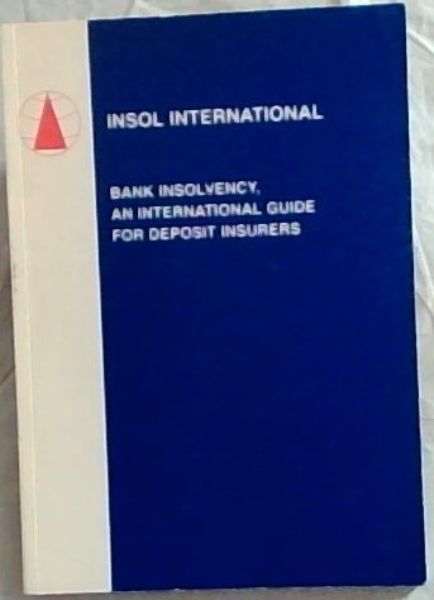 INSOL INTERNATIONAL
BANK INSOLVENCY,
AN INTERNATIONAL GUIDE
FOR DEPOSIT INSURERS